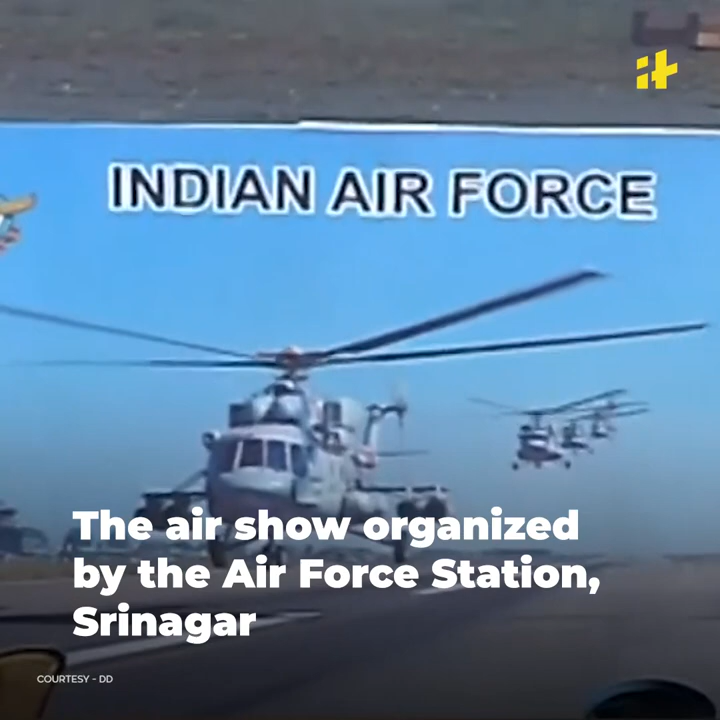 INDIAN AIR FORCE
The air show organized
by the Air Force Station,
Srinagar
COURTESY - DD